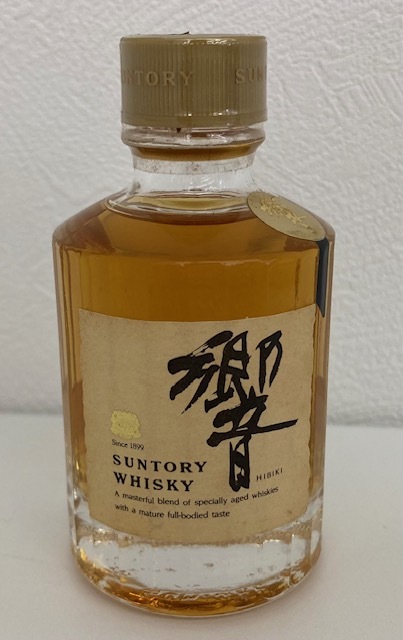 SUNTORY
響
Since 1899
SUNTORY
WHISKY
HIBIKI
A masterful blend of specially aged whiskies
with a mature full-bodied taste